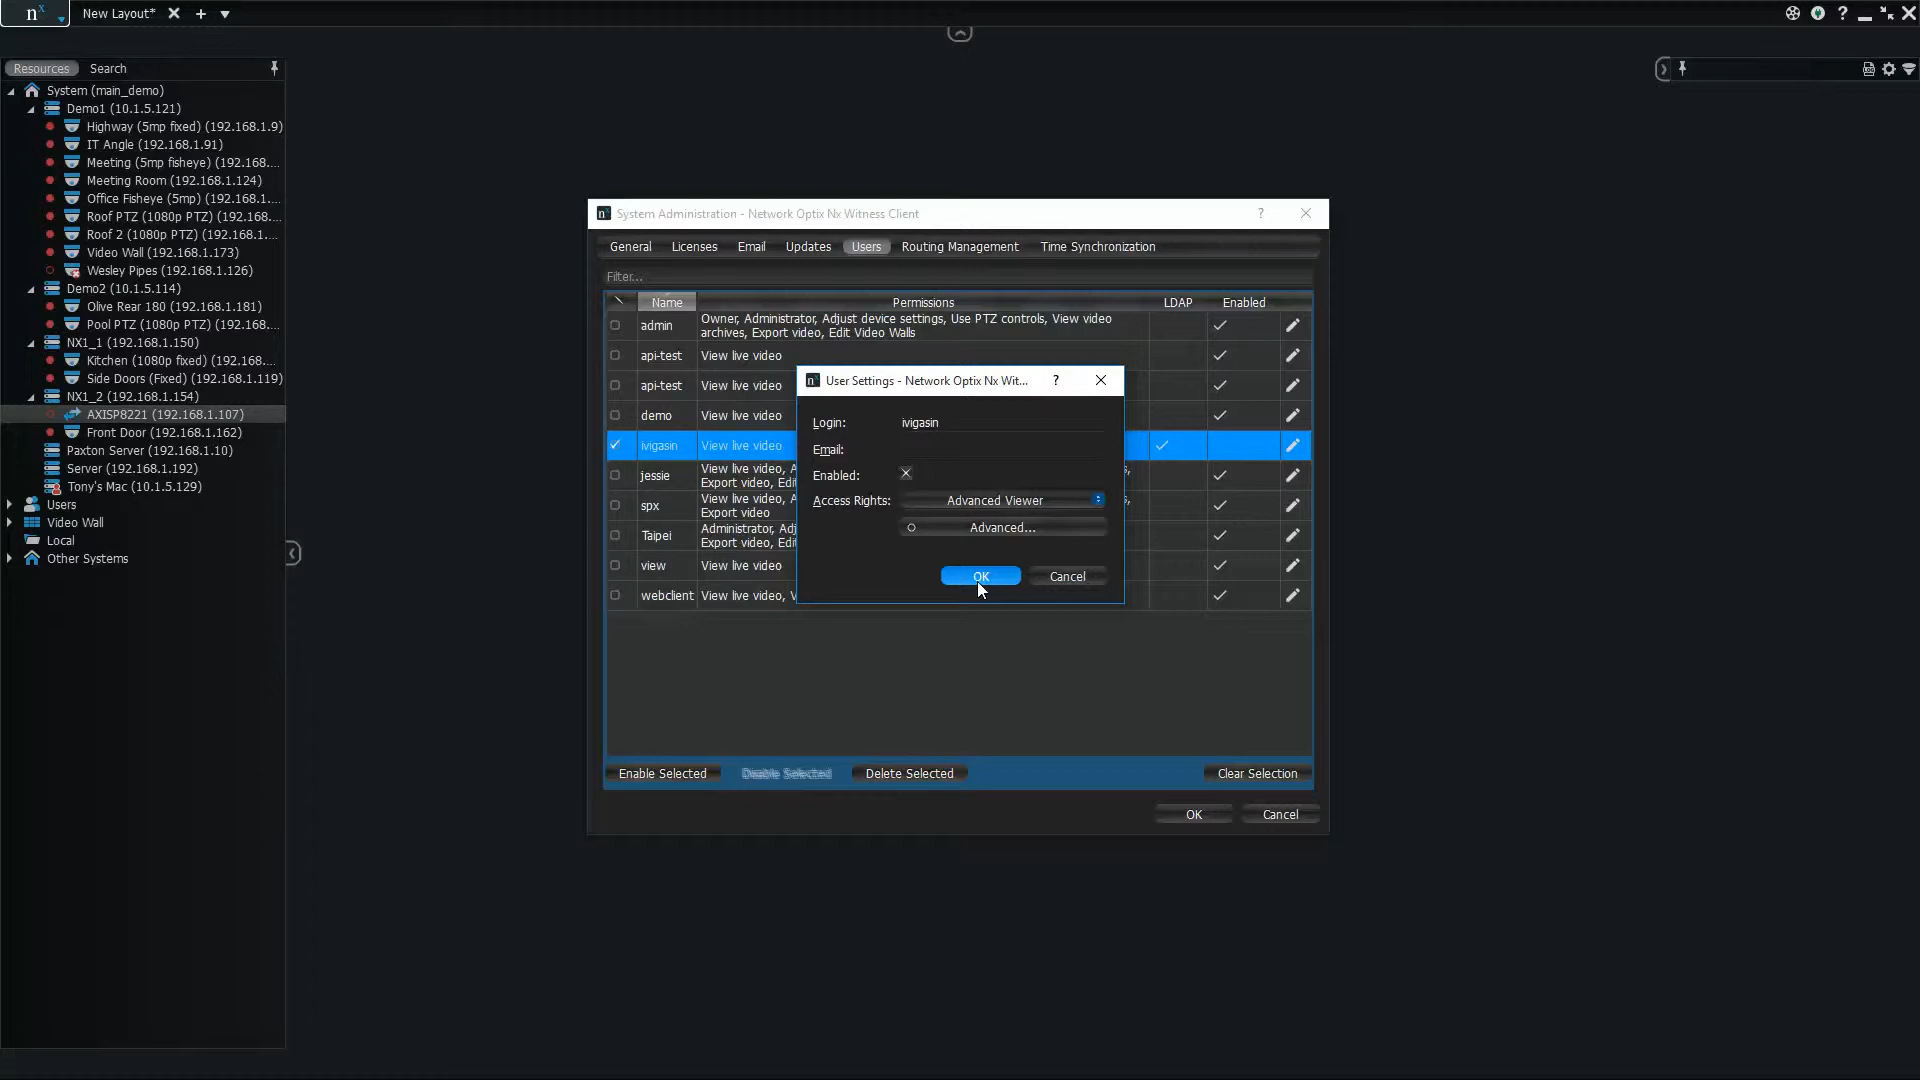 nx
New Layout*
Resources
Search
System (main_demo)
Demo1 (10.1.5.121)
Highway (5mp fixed) (192.168.1.9)
IT Angle (192.168.1.91)
Meeting (5mp fisheye) (192.168....
Meeting Room (192.168.1.124)
Office Fisheye (5mp) (192.168.1....
Roof PTZ (1080p PTZ) (192.168....
Roof 2 (1080p PTZ) (192.168.1....
Video Wall (192.168.1.173)
Wesley Pipes (192.168.1.126)
Demo2 (10.1.5.114)
Olive Rear 180 (192.168.1.181)
Pool PTZ (1080p PTZ) (192.168....
NX1_1 (192.168.1.150)
Kitchen (1080p fixed) (192.168....
Side Doors (Fixed) (192.168.1.119)
NX1_2 (192.168.1.154)
AXISP8221 (192.168.1.107)
Front Door (192.168.1.162)
Paxton Server (192.168.1.10)
Server (192.168.1.192)
Tony's Mac (10.1.5.129)
Users
Video Wall
Local
Other Systems
System Administration - Network Optix Nx Witness Client
General Licenses Email Updates Users Routing Management Time Synchronization
Filter...
Name Permissions LDAP Enabled
admin Owner, Administrator, Adjust device settings, Use PTZ controls, View video
archives, Export video, Edit Video Walls
api-test View live video
api-test View live video
demo View live video
ivigasin View live video
jessie View live video, A
Export video, Edi
spx View live video, A
Export video
Taipei Administrator, Adj
Export video, Edi
view View live video
webclient View live video, V
Enable Selected Disable Selected Delete Selected Clear Selection
OK Cancel
User Settings - Network Optix Nx Wit...
Login: ivigasin
Email:
Enabled:
Access Rights: Advanced Viewer
Advanced...
OK Cancel